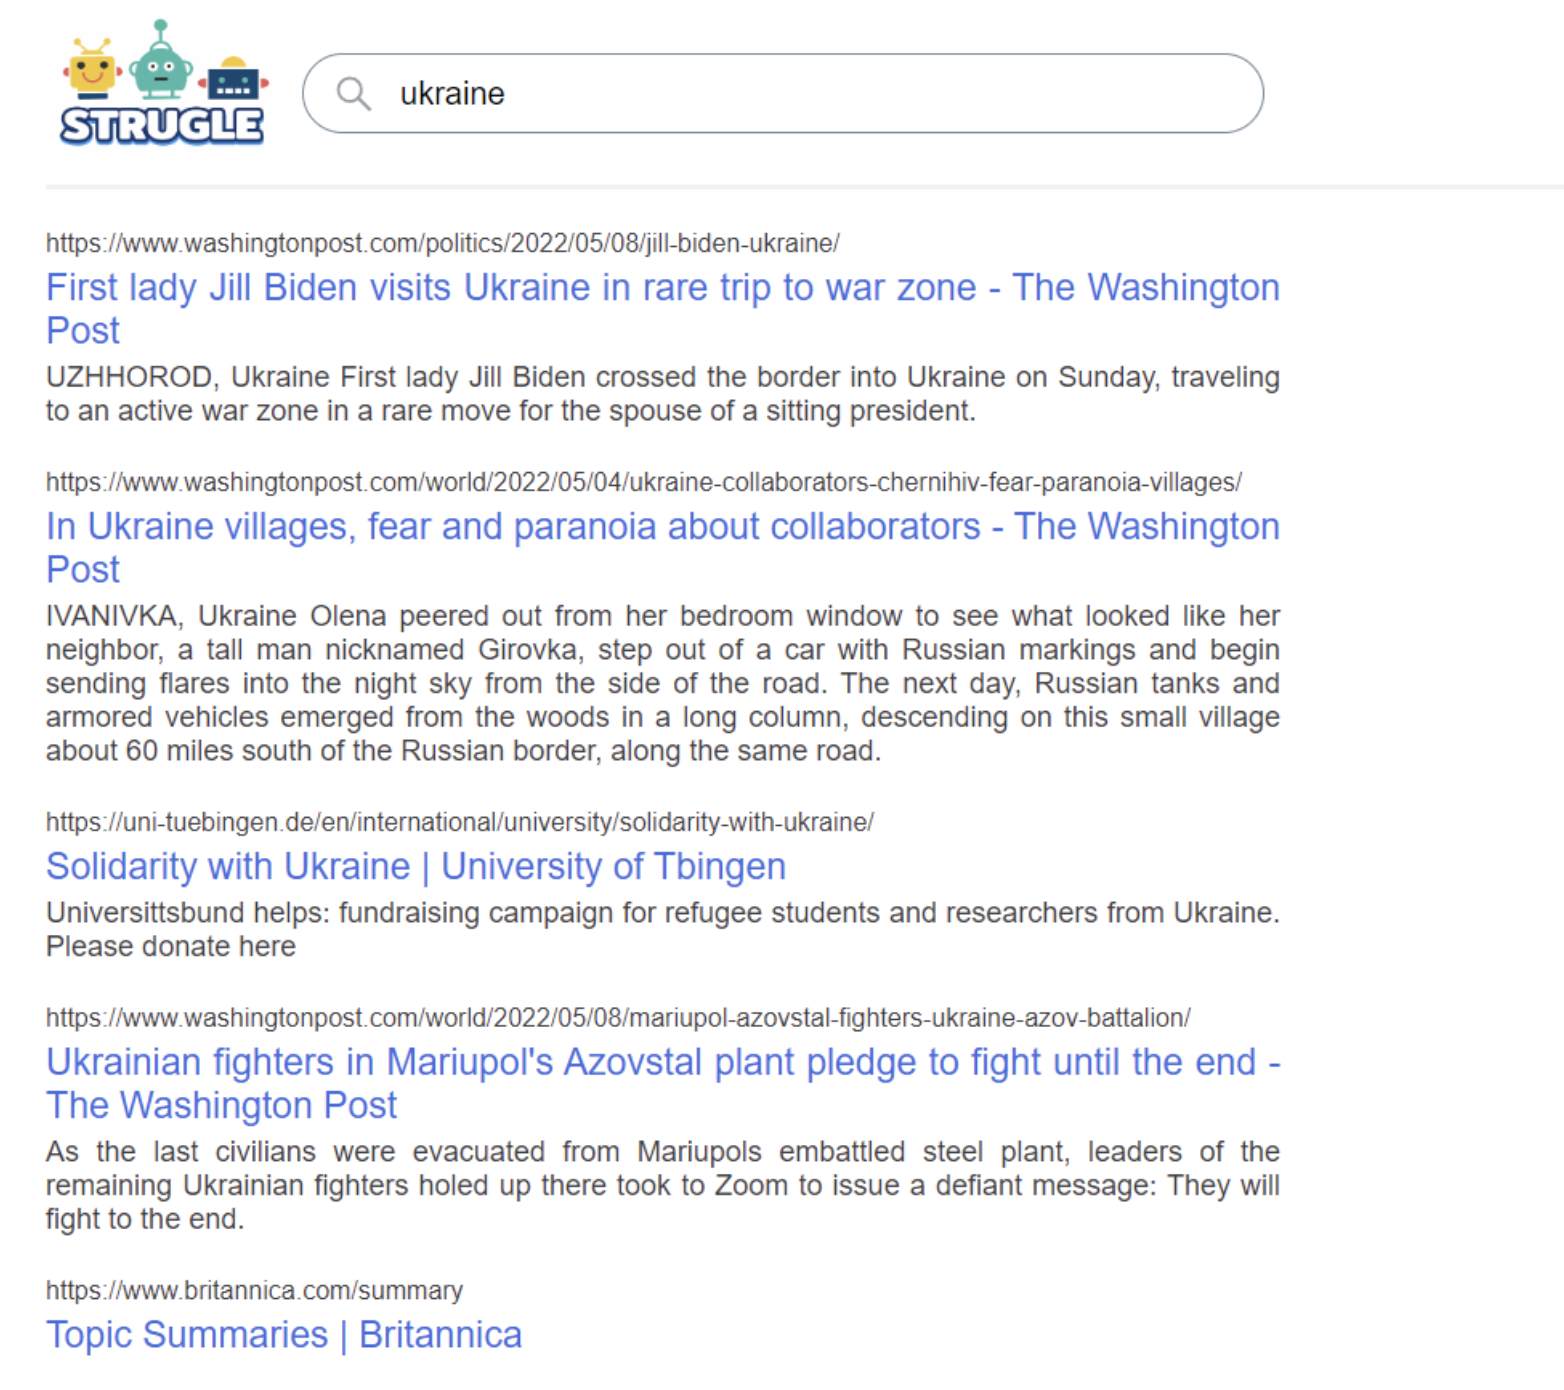 STRUGLE
ukraine
https://www.washingtonpost.com/politics/2022/05/08/jill-biden-ukraine/
First lady Jill Biden visits Ukraine in rare trip to war zone - The Washington
Post
UZHHOROD, Ukraine First lady Jill Biden crossed the border into Ukraine on Sunday, traveling
to an active war zone in a rare move for the spouse of a sitting president.
https://www.washingtonpost.com/world/2022/05/04/ukraine-collaborators-chernihiv-fear-paranoia-villages/
In Ukraine villages, fear and paranoia about collaborators - The Washington
Post
IVANIVKA, Ukraine Olena peered out from her bedroom window to see what looked like her
neighbor, a tall man nicknamed Girovka, step out of a car with Russian markings and begin
sending flares into the night sky from the side of the road. The next day, Russian tanks and
armored vehicles emerged from the woods in a long column, descending on this small village
about 60 miles south of the Russian border, along the same road.
https://uni-tuebingen.de/en/international/university/solidarity-with-ukraine/
Solidarity with Ukraine | University of Tbingen
Universittsbund helps: fundraising campaign for refugee students and researchers from Ukraine.
Please donate here
https://www.washingtonpost.com/world/2022/05/08/mariupol-azovstal-fighters-ukraine-azov-battalion/
Ukrainian fighters in Mariupol's Azovstal plant pledge to fight until the end -
The Washington Post
As the last civilians were evacuated from Mariupols embattled steel plant, leaders of the
remaining Ukrainian fighters holed up there took to Zoom to issue a defiant message: They will
fight to the end.
https://www.britannica.com/summary
Topic Summaries | Britannica